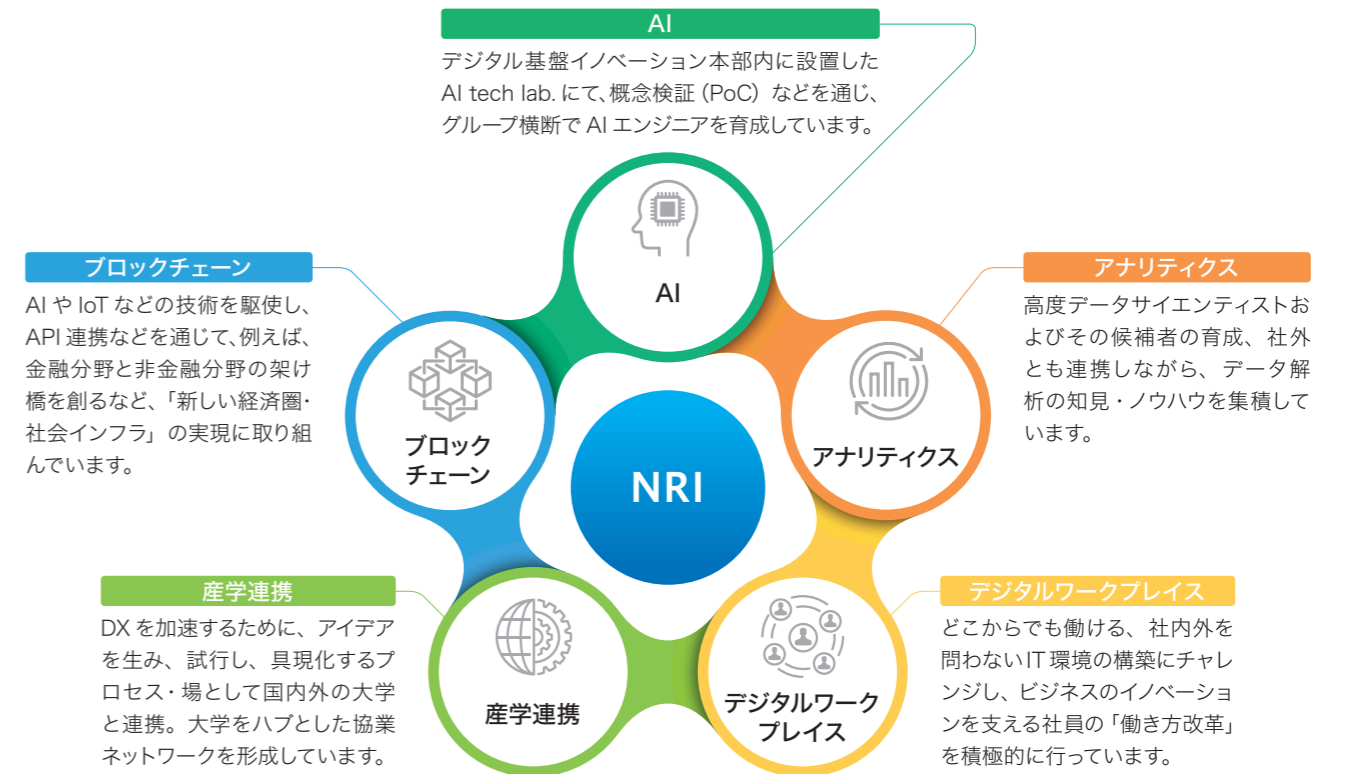 AI
デジタル基盤イノベーション本部内に設置した
AI tech lab. にて、概念検証（PoC）などを通じ、
グループ横断で AI エンジニアを育成しています。
AI
ブロックチェーン
AI や IoT などの技術を駆使し、
API 連携などを通じて、例えば、
金融分野と非金融分野の架け
橋を創るなど、「新しい経済圏・
社会インフラ」の実現に取り組
んでいます。
ブロック
チェーン
アナリティクス
高度データサイエンティストお
よびその候補者の育成、社外
とも連携しながら、データ解
析の知見・ノウハウを集積して
います。
アナリティクス
NRI
産学連携
DX を加速するために、アイデア
を生み、試行し、具現化するプ
ロセス・場として国内外の大学
と連携。大学をハブとした協業
ネットワークを形成しています。
産学連携
デジタルワーク
プレイス
デジタルワークプレイス
どこからでも働ける、社内外を
問わない IT 環境の構築にチャレ
ンジし、ビジネスのイノベーショ
ンを支える社員の「働き方改革」
を積極的に行っています。